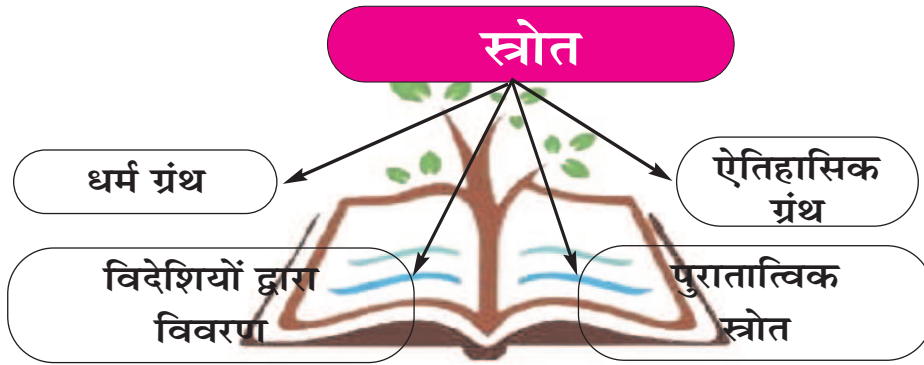 स्त्रोत
धर्म ग्रंथ
ऐतिहासिक
ग्रंथ
विदेशियों द्वारा
विवरण
पुरातात्विक
स्त्रोत